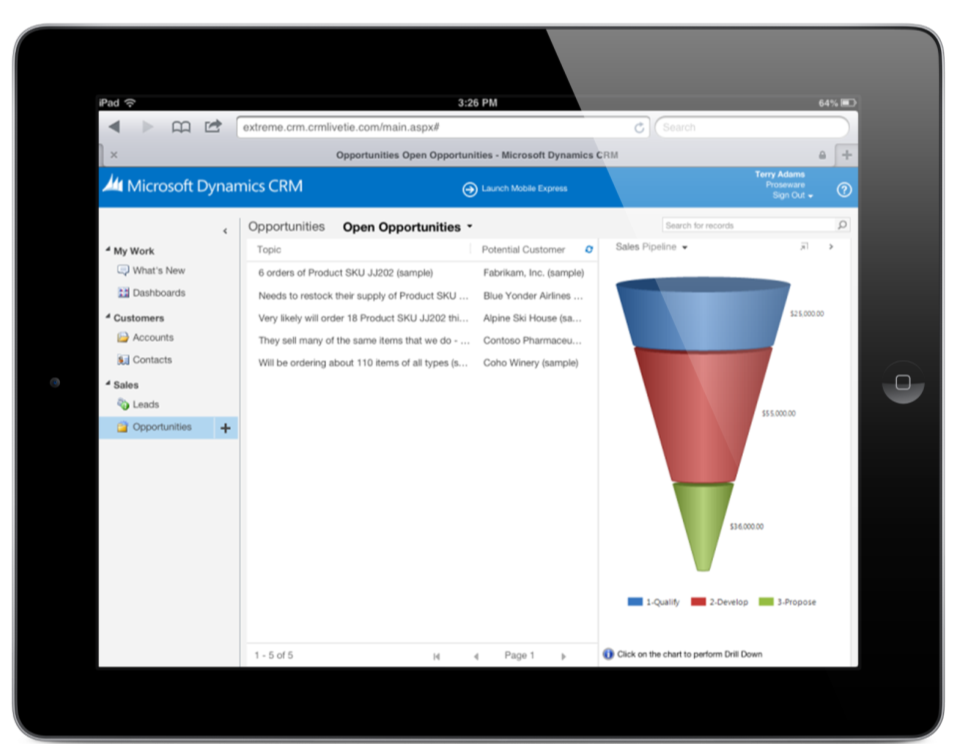 iPad 3:26 PM 64%
extreme.crm.crmlivetie.com/main.aspx# Search
Opportunities Open Opportunities - Microsoft Dynamics CRM
Microsoft Dynamics CRM
Launch Mobile Express
Terry Adams
Proseware
Sign Out
My Work
What's New
Dashboards
Customers
Accounts
Contacts
Sales
Leads
Opportunities
Opportunities Open Opportunities
Search for records
Topic Potential Customer
6 orders of Product SKU JJ202 (sample) Fabrikam, Inc. (sample)
Needs to restock their supply of Product SKU ... Blue Yonder Airlines ...
Very likely will order 18 Product SKU JJ202 thi... Alpine Ski House (sa...
They sell many of the same items that we do - ... Contoso Pharmaceu...
Will be ordering about 110 items of all types (s... Coho Winery (sample)
1 - 5 of 5 Page 1
Sales Pipeline
$25,000.00
$55,000.00
$36,000.00
1-Qualify 2-Develop 3-Propose
Click on the chart to perform Drill Down